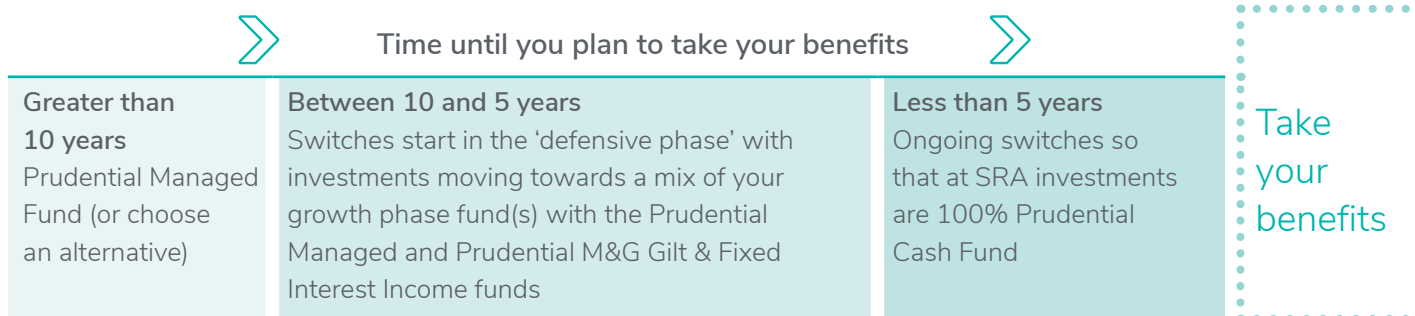 Time until you plan to take your benefits
Greater than
10 years
Prudential Managed
Fund (or choose
an alternative)
Between 10 and 5 years
Switches start in the ‘defensive phase’ with
investments moving towards a mix of your
growth phase fund(s) with the Prudential
Managed and Prudential M&G Gilt & Fixed
Interest Income funds
Less than 5 years
Ongoing switches so
that at SRA investments
are 100% Prudential
Cash Fund
Take
your
benefits